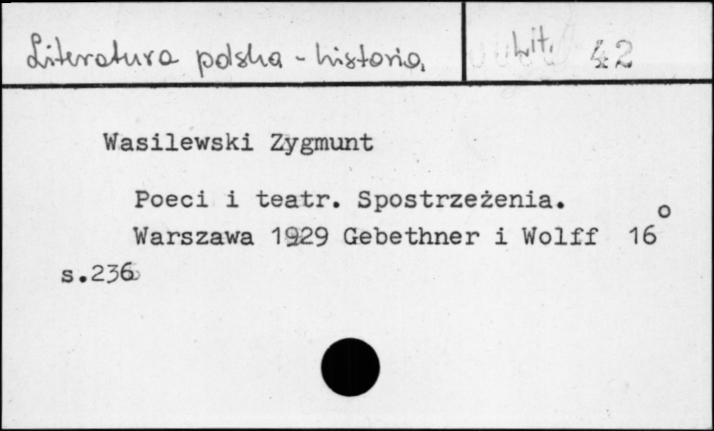 Literatura polska - historia.
Lit. 42
Wasilewski Zygmunt
Poeci i teatr. Spostrzeżenia.
Warszawa 1929 Gebethner i Wolff 16°
s.236